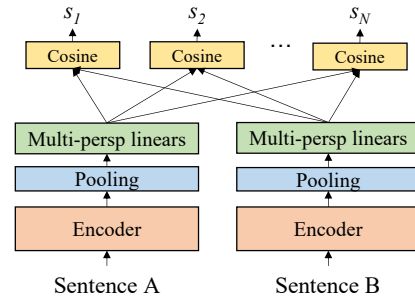 s1 s2 sN
Cosine Cosine ... Cosine
Multi-persp linears Multi-persp linears
Pooling Pooling
Encoder Encoder
Sentence A Sentence B